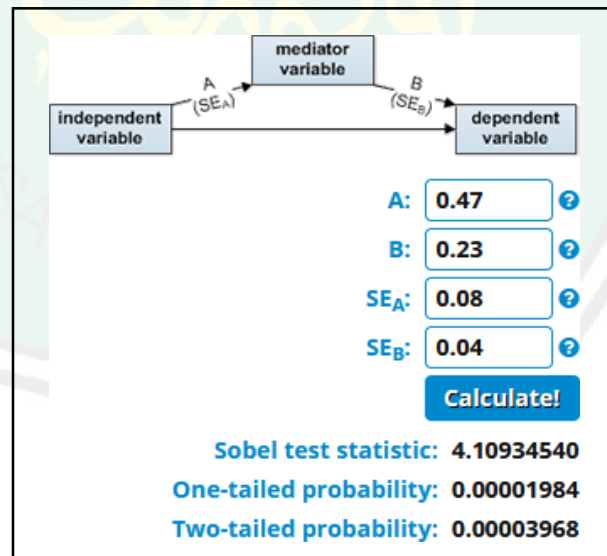 mediator
variable
A
(SEA)
B
(SEB)
independent
variable
dependent
variable
A: 0.47 ?
B: 0.23 ?
SEA: 0.08 ?
SEB: 0.04 ?
Calculate!
Sobel test statistic: 4.10934540
One-tailed probability: 0.00001984
Two-tailed probability: 0.00003968